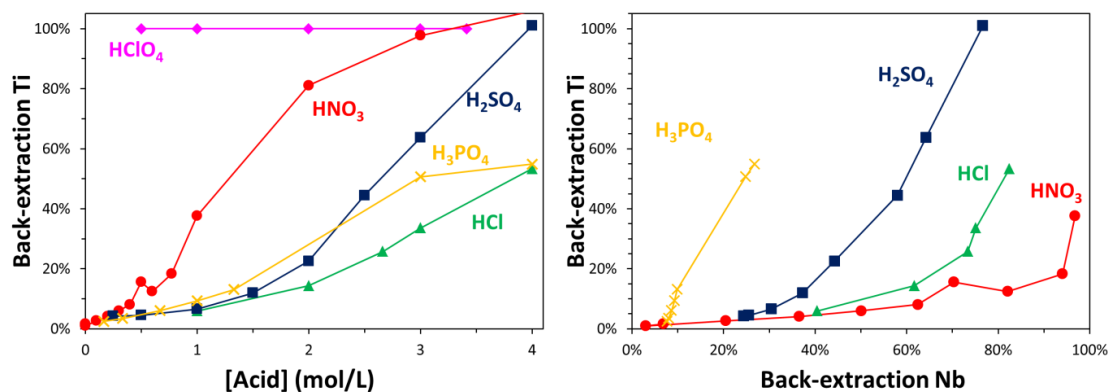 100%
80%
60%
40%
20%
0%
Back-extraction Ti
HClO₄
HNO₃
H₂SO₄
H₃PO₄
HCl
0
1
2
3
4
[Acid] (mol/L)
100%
80%
60%
40%
20%
0%
Back-extraction Ti
H₃PO₄
H₂SO₄
HCl
HNO₃
0%
20%
40%
60%
80%
100%
Back-extraction Nb